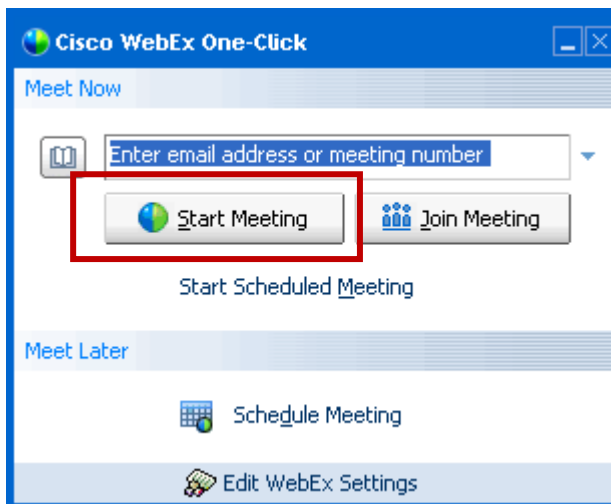 Cisco WebEx One-Click
Meet Now
Enter email address or meeting number
Start Meeting
Join Meeting
Start Scheduled Meeting
Meet Later
Schedule Meeting
Edit WebEx Settings